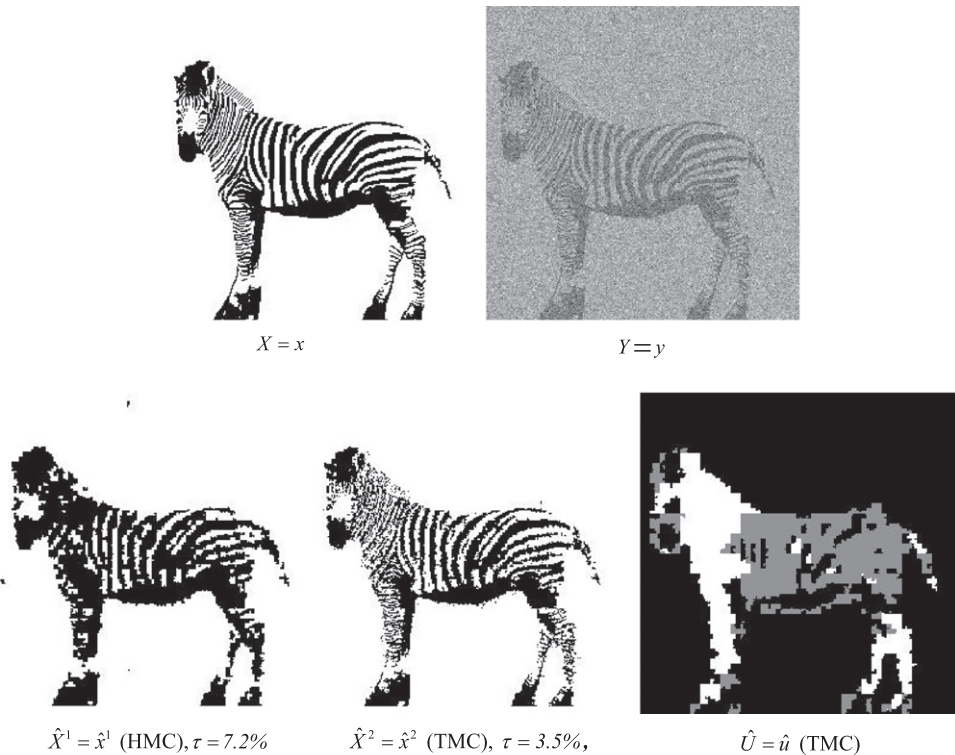 X = x
Y = y
X̂¹ = x̂¹ (HMC), τ = 7.2%
X̂² = x̂² (TMC), τ = 3.5%,
Û = û (TMC)